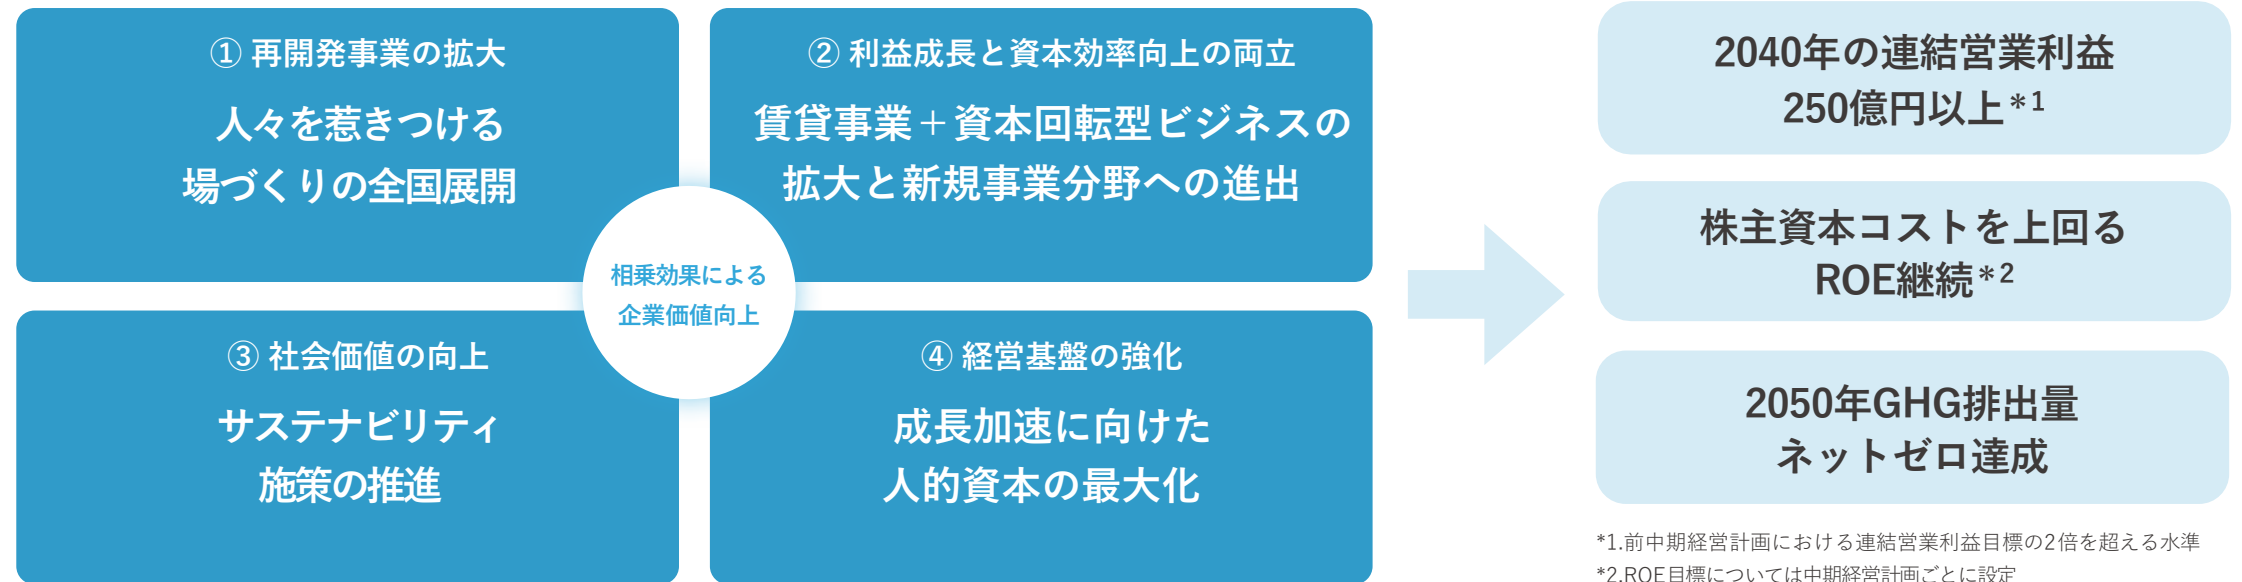 ① 再開発事業の拡大
人々を惹きつける
場づくりの全国展開
② 利益成長と資本効率向上の両立
賃貸事業＋資本回転型ビジネスの
拡大と新規事業分野への進出
相乗効果による
企業価値向上
③ 社会価値の向上
サステナビリティ
施策の推進
④ 経営基盤の強化
成長加速に向けた
人的資本の最大化
2040年の連結営業利益
250億円以上*1
株主資本コストを上回る
ROE継続*2
2050年GHG排出量
ネットゼロ達成
*1.前中期経営計画における連結営業利益目標の2倍を超える水準
*2.ROE目標については中期経営計画ごとに設定